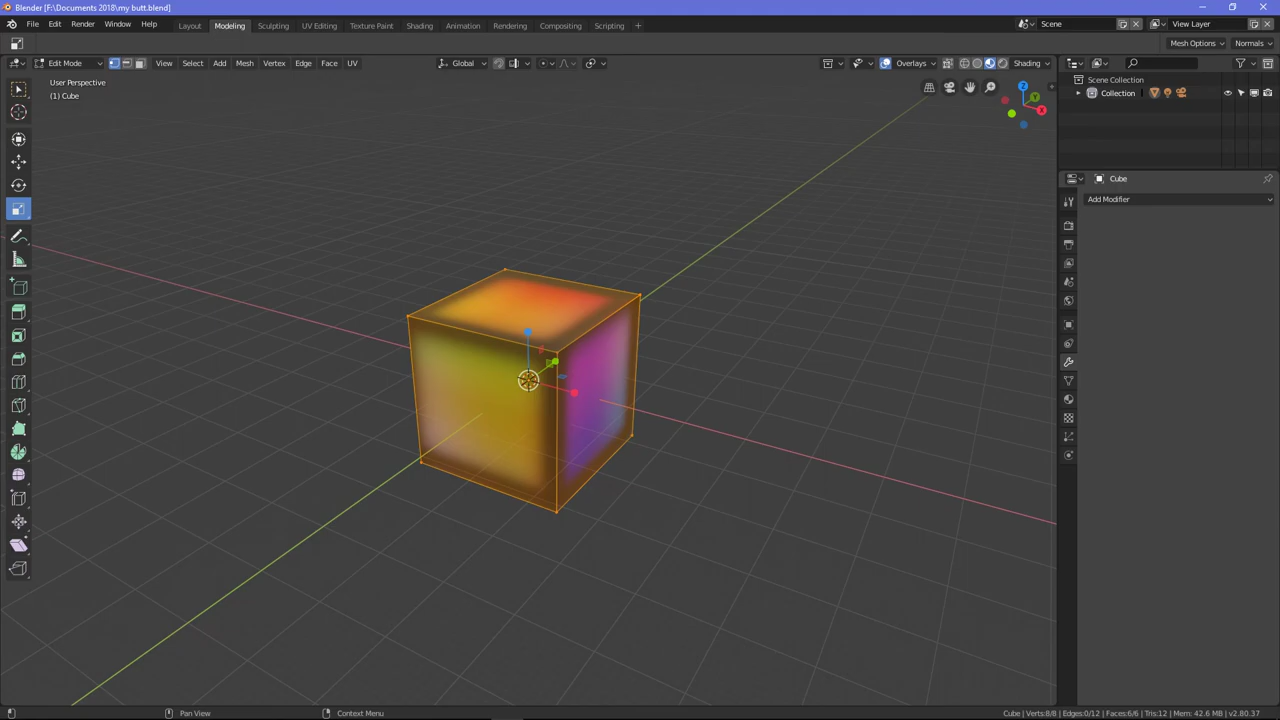 Blender [F:\Documents 2018\my butt.blend]
File Edit Render Window Help Layout Modeling Sculpting UV Editing Texture Paint Shading Animation Rendering Compositing Scripting + Scene View Layer
Mesh Options Normals
Edit Mode View Select Add Mesh Vertex Edge Face UV Global Overlays Shading
User Perspective
(1) Cube
Z
Y
X
Scene Collection
Collection
Cube
Add Modifier
Pan View Context Menu Cube | Verts:8/8 | Edges:0/12 | Faces:6/6 | Tris:12 | Mem: 42.6 MB | v2.80.37